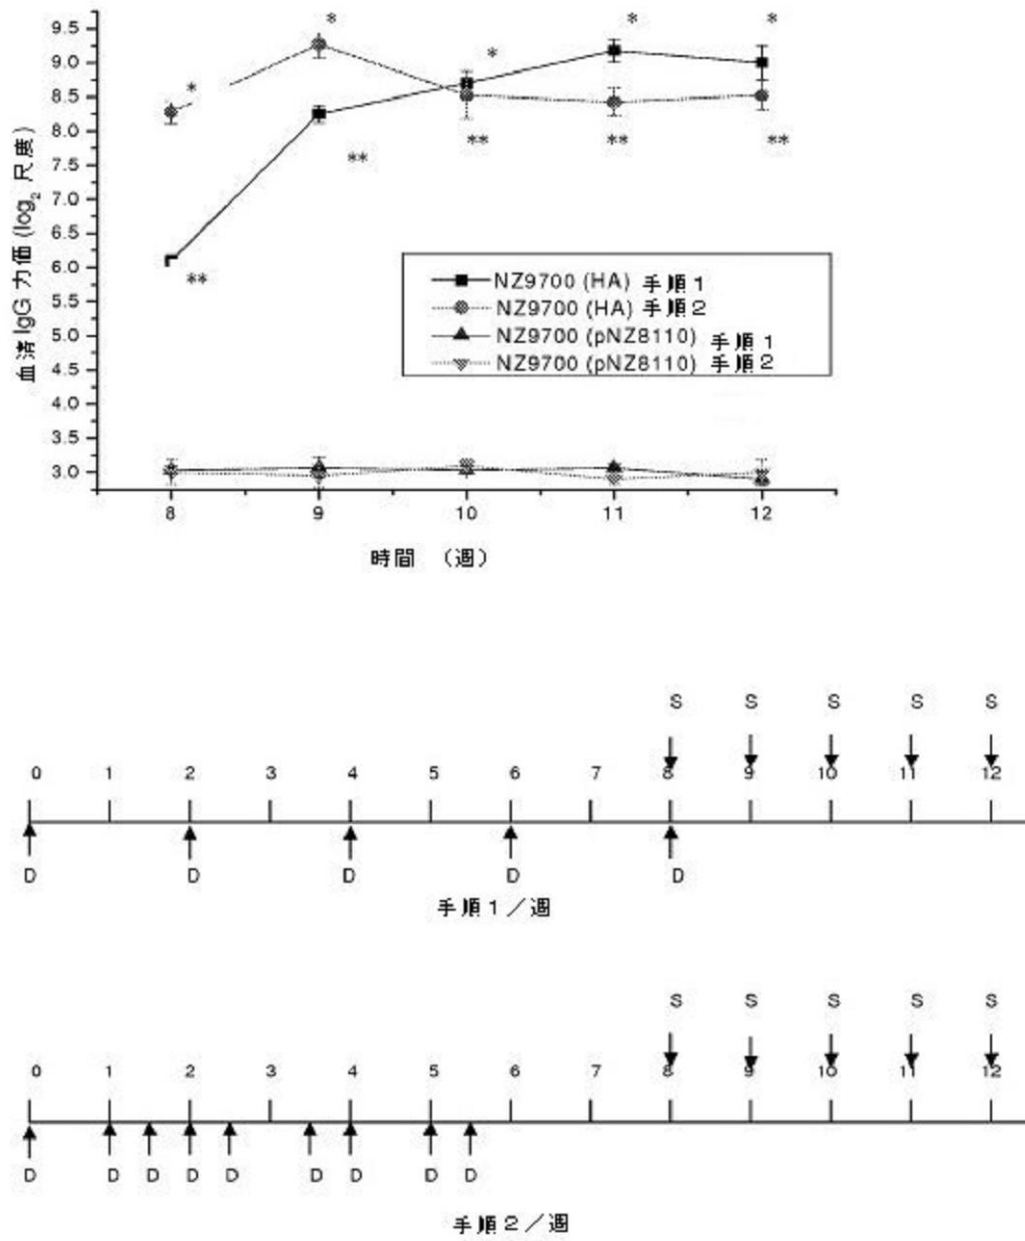 血清 IgG 力価 (log₂ 尺度)
9.5
9.0
8.5
8.0
7.5
7.0
6.5
6.0
5.5
5.0
4.5
4.0
3.5
3.0
* * * * *
** ** ** ** **
NZ9700 (HA) 手順1
NZ9700 (HA) 手順2
NZ9700 (pNZ8110) 手順1
NZ9700 (pNZ8110) 手順2
8 9 10 11 12
時間 (週)
S S S S S
0 1 2 3 4 5 6 7 8 9 10 11 12
D D D D D
手順1/週
S S S S S
0 1 2 3 4 5 6 7 8 9 10 11 12
D D D D D D D D D
手順2/週